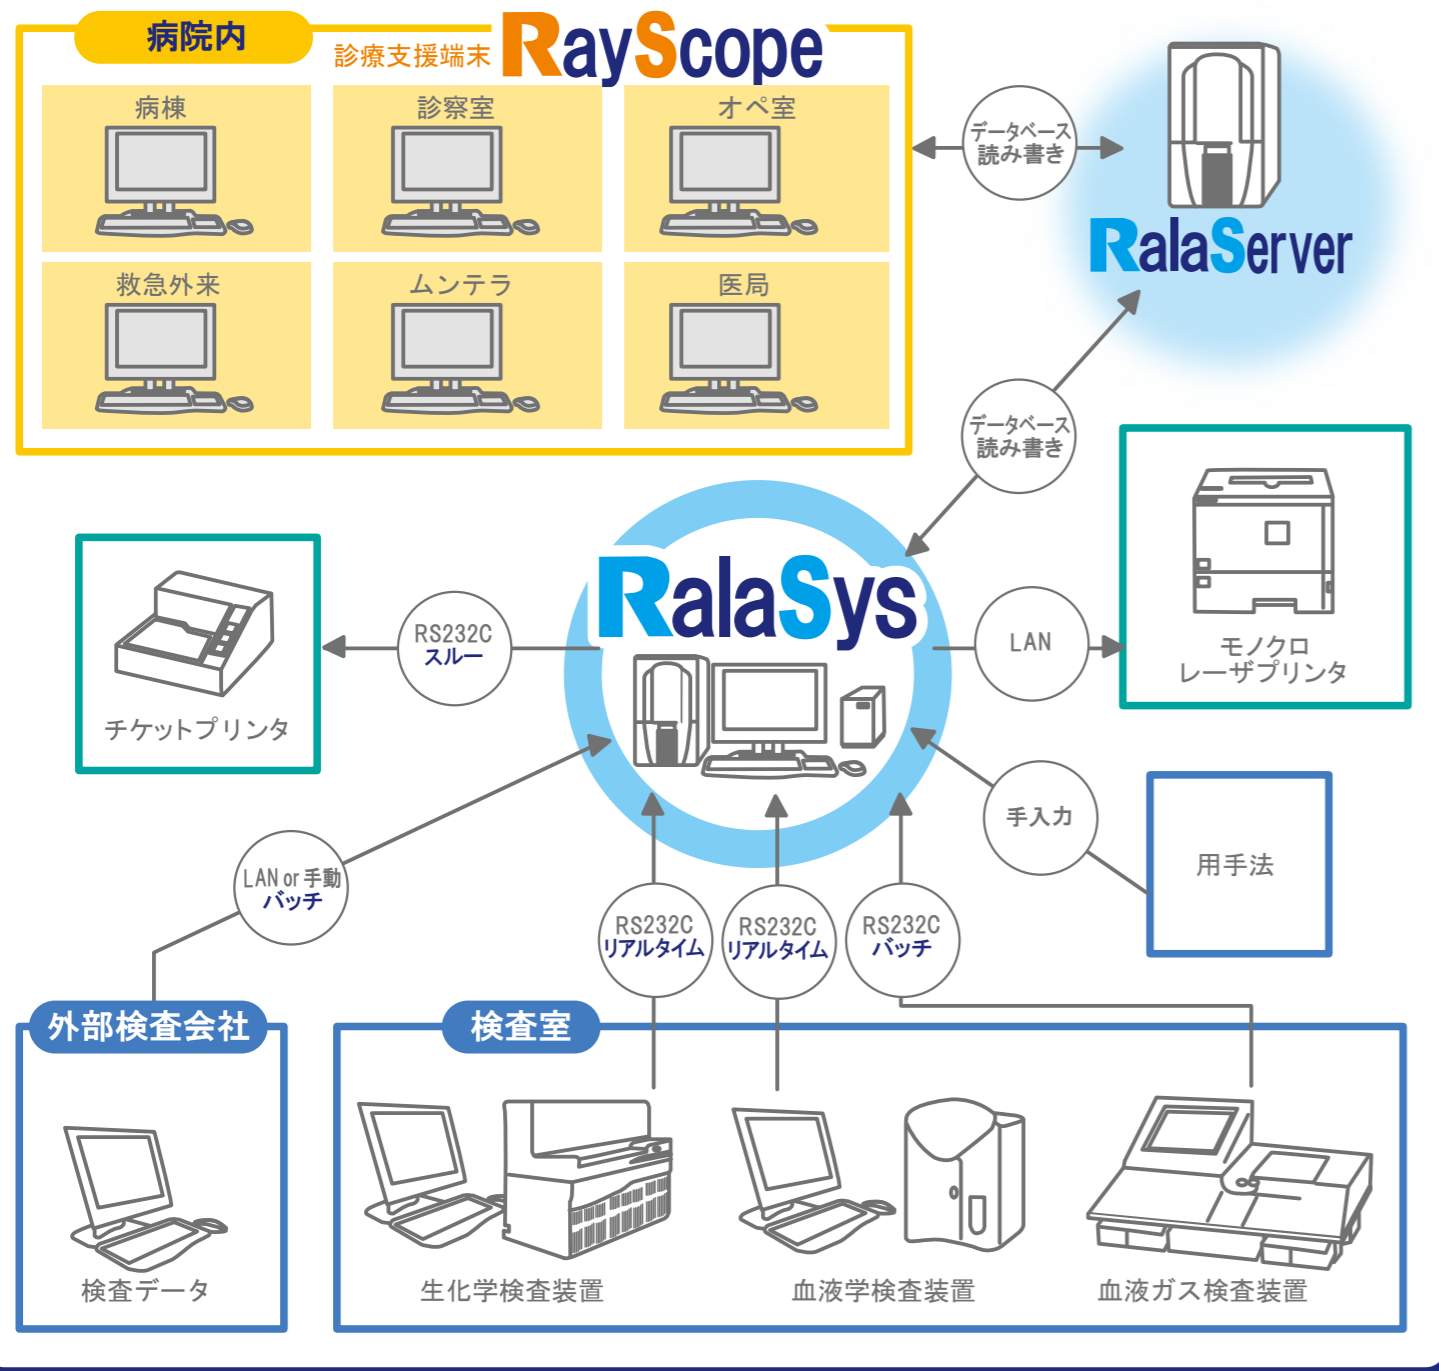 病院内
診療支援端末 RayScope
病棟
診察室
オペ室
救急外来
ムンテラ
医局
データベース
読み書き
RalaServer
データベース
読み書き
RalaSys
RS232C
スルー
チケットプリンタ
LAN
モノクロ
レーザプリンタ
手入力
用手法
LAN or 手動
バッチ
RS232C
リアルタイム
RS232C
リアルタイム
RS232C
バッチ
外部検査会社
検査データ
検査室
生化学検査装置
血液学検査装置
血液ガス検査装置